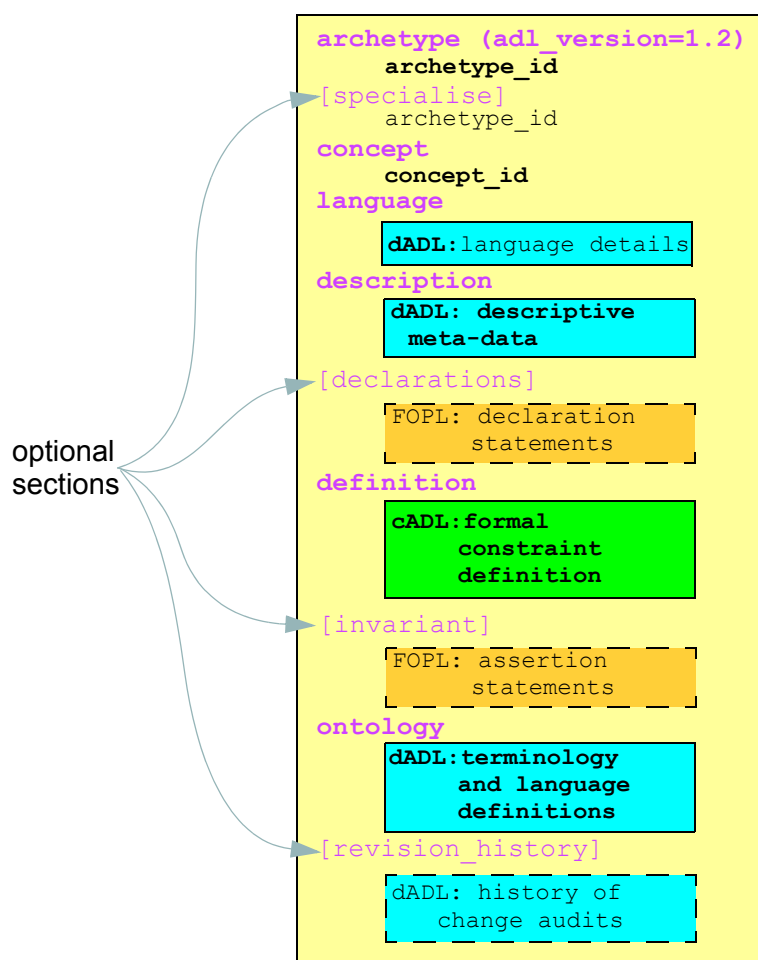 archetype (adl_version=1.2)
archetype_id
[specialise]
archetype_id
concept
concept_id
language
dADL:language details
description
dADL: descriptive
meta-data
[declarations]
FOPL: declaration
statements
optional
sections
definition
cADL:formal
constraint
definition
[invariant]
FOPL: assertion
statements
ontology
dADL:terminology
and language
definitions
[revision_history]
dADL: history of
change audits